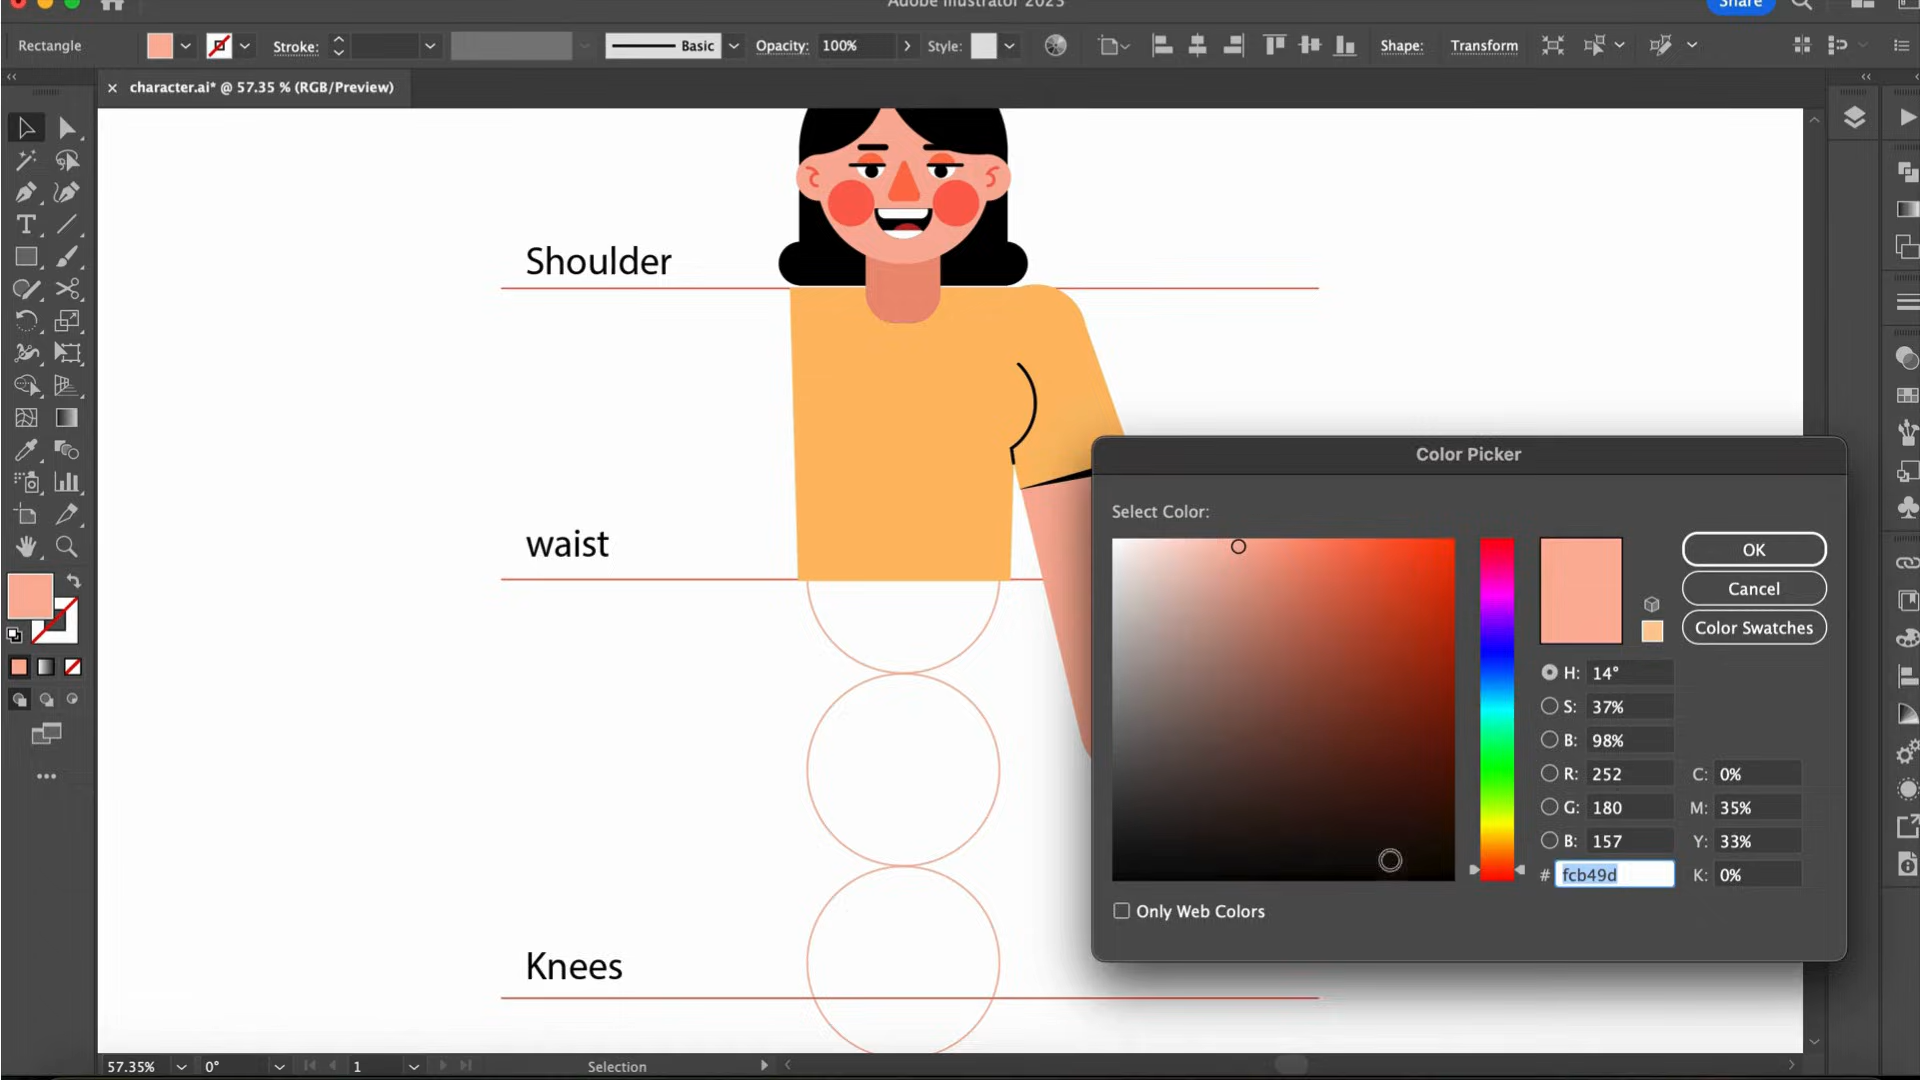 Adobe Illustrator 2023
Share
Rectangle
Stroke:
Basic
Opacity:
100%
Style:
Shape:
Transform
character.ai* @ 57.35 % (RGB/Preview)
Shoulder
waist
Knees
Color Picker
Select Color:
OK
Cancel
Color Swatches
H: 14°
S: 37%
B: 98%
R: 252
C: 0%
G: 180
M: 35%
B: 157
Y: 33%
# fcb49d
K: 0%
Only Web Colors
57.35%
0°
1
Selection